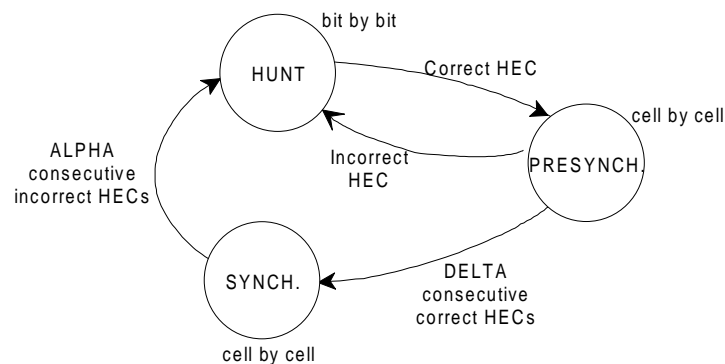 bit by bit
HUNT
Correct HEC
cell by cell
ALPHA
consecutive
incorrect HECs
Incorrect
HEC
PRESYNCH.
SYNCH.
DELTA
consecutive
correct HECs
cell by cell